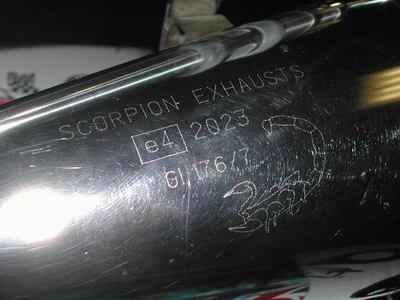 SCORPION EXHAUSTS
e4 2023
GI 176/7